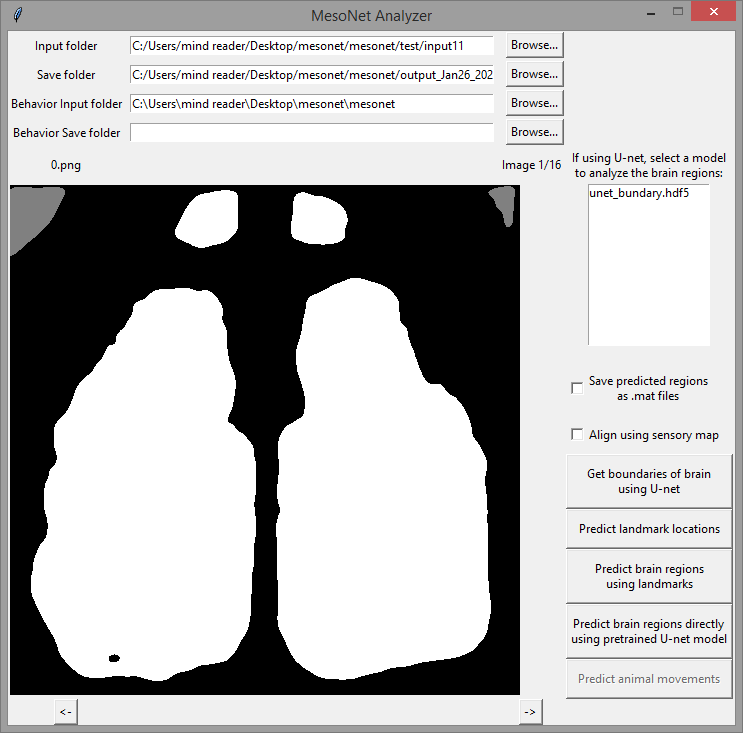 MesoNet Analyzer
Input folder C:/Users/mind reader/Desktop/mesonet/mesonet/test/input11 Browse...
Save folder C:/Users/mind reader/Desktop/mesonet/mesonet/output_Jan26_202 Browse...
Behavior Input folder C:\Users\mind reader\Desktop\mesonet\mesonet Browse...
Behavior Save folder Browse...
0.png Image 1/16
If using U-net, select a model
to analyze the brain regions:
unet_bundary.hdf5
Save predicted regions
as .mat files
Align using sensory map
Get boundaries of brain
using U-net
Predict landmark locations
Predict brain regions
using landmarks
Predict brain regions directly
using pretrained U-net model
Predict animal movements
<- ->